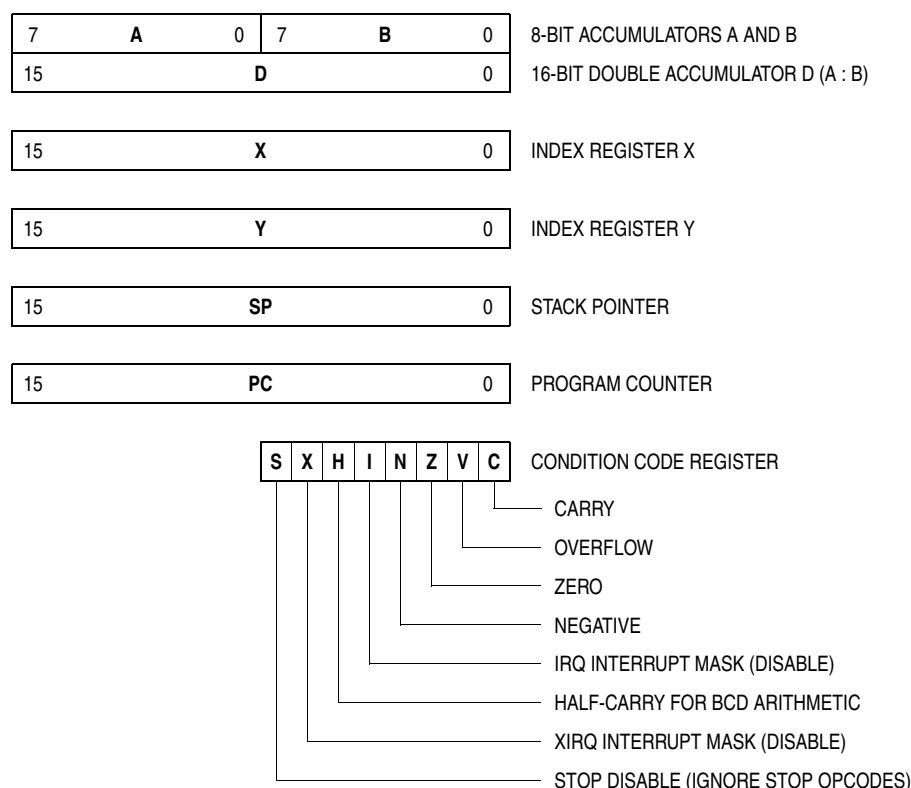 7 A 0 7 B 0 8-BIT ACCUMULATORS A AND B
15 D 0 16-BIT DOUBLE ACCUMULATOR D (A : B)
15 X 0 INDEX REGISTER X
15 Y 0 INDEX REGISTER Y
15 SP 0 STACK POINTER
15 PC 0 PROGRAM COUNTER
S X H I N Z V C CONDITION CODE REGISTER
CARRY
OVERFLOW
ZERO
NEGATIVE
IRQ INTERRUPT MASK (DISABLE)
HALF-CARRY FOR BCD ARITHMETIC
XIRQ INTERRUPT MASK (DISABLE)
STOP DISABLE (IGNORE STOP OPCODES)